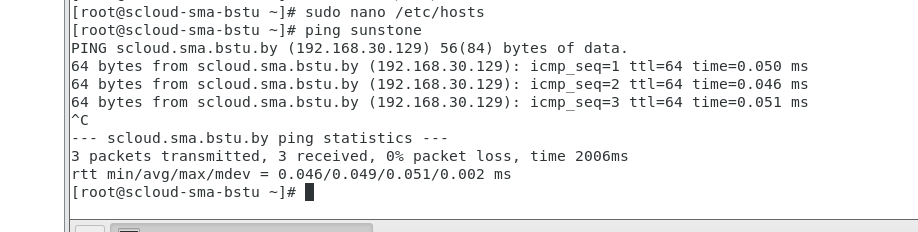 [root@scloud-sma-bstu ~]# sudo nano /etc/hosts
[root@scloud-sma-bstu ~]# ping sunstone
PING scloud.sma.bstu.by (192.168.30.129) 56(84) bytes of data.
64 bytes from scloud.sma.bstu.by (192.168.30.129): icmp_seq=1 ttl=64 time=0.050 ms
64 bytes from scloud.sma.bstu.by (192.168.30.129): icmp_seq=2 ttl=64 time=0.046 ms
64 bytes from scloud.sma.bstu.by (192.168.30.129): icmp_seq=3 ttl=64 time=0.051 ms
^C
--- scloud.sma.bstu.by ping statistics ---
3 packets transmitted, 3 received, 0% packet loss, time 2006ms
rtt min/avg/max/mdev = 0.046/0.049/0.051/0.002 ms
[root@scloud-sma-bstu ~]#